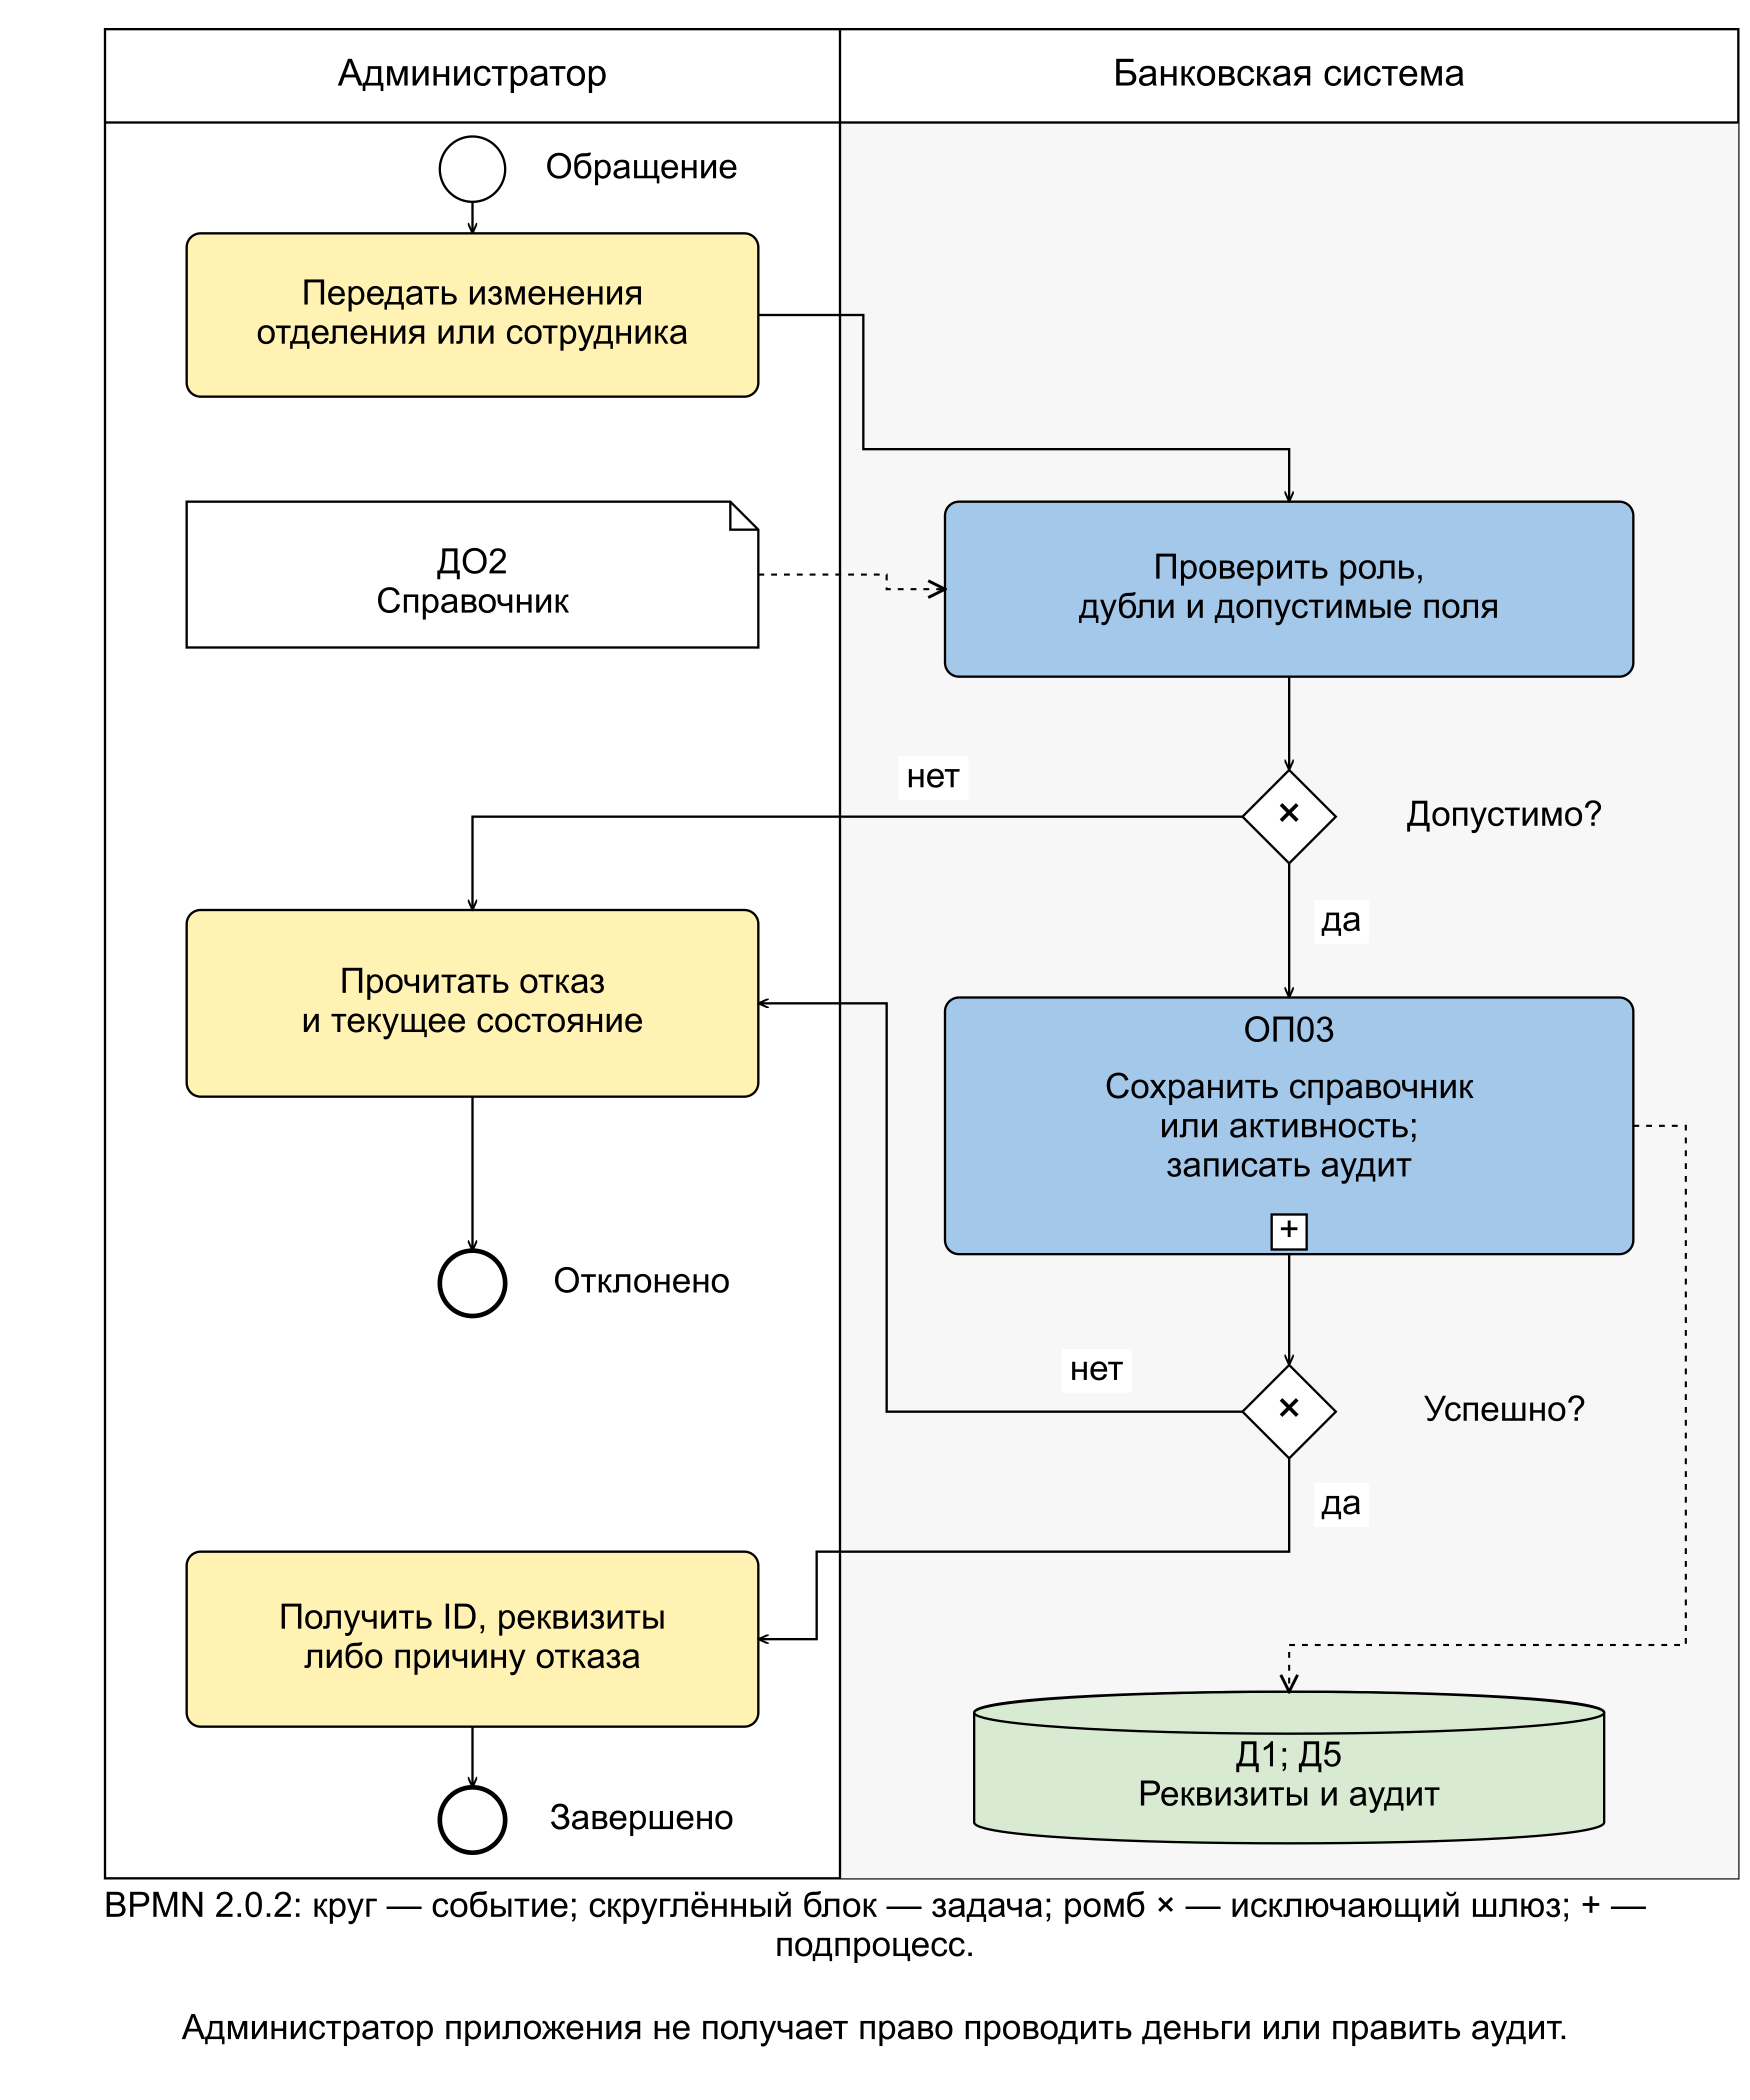 Администратор
Банковская система
Обращение
Передать изменения
отделения или сотрудника
ДО2
Справочник
Проверить роль,
дубли и допустимые поля
нет
×
Допустимо?
да
Прочитать отказ
и текущее состояние
ОП03
Сохранить справочник
или активность;
записать аудит
+
Отклонено
нет
×
Успешно?
да
Получить ID, реквизиты
либо причину отказа
Д1; Д5
Реквизиты и аудит
Завершено
BPMN 2.0.2: круг — событие; скруглённый блок — задача; ромб × — исключающий шлюз; + —
подпроцесс.
Администратор приложения не получает право проводить деньги или править аудит.